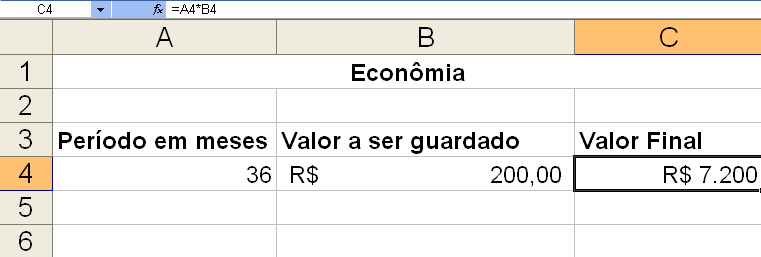 C4 fx =A4*B4
A B C
1 Econômia
2
3 Período em meses Valor a ser guardado Valor Final
4 36 R$ 200,00 R$ 7.200
5
6